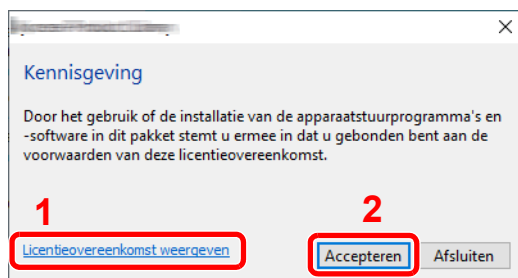 Kennisgeving
Door het gebruik of de installatie van de apparaatstuurprogramma's en
-software in dit pakket stemt u ermee in dat u gebonden bent aan de
voorwaarden van deze licentieovereenkomst.
1
2
Licentieovereenkomst weergeven
Accepteren Afsluiten